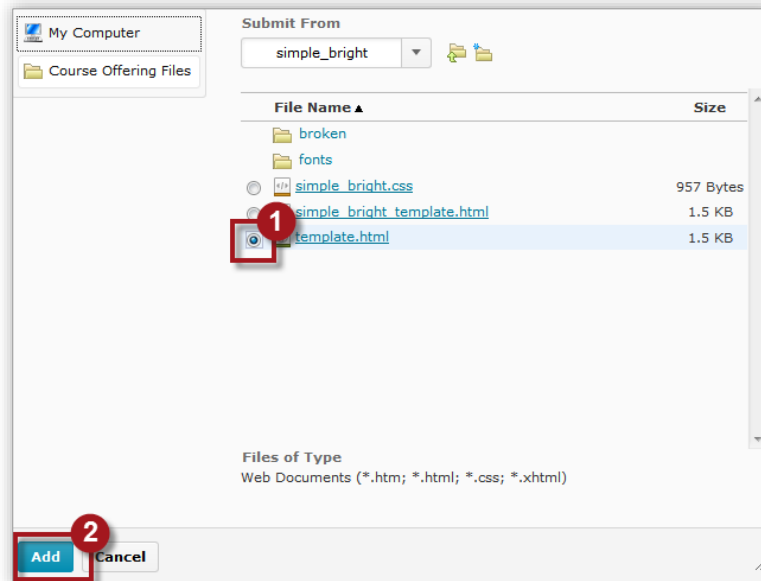 My Computer
Course Offering Files
Submit From
simple_bright
File Name ▲ Size
broken
fonts
simple_bright.css 957 Bytes
simple_bright_template.html 1.5 KB
1
template.html 1.5 KB
Files of Type
Web Documents (*.htm; *.html; *.css; *.xhtml)
2
Add Cancel